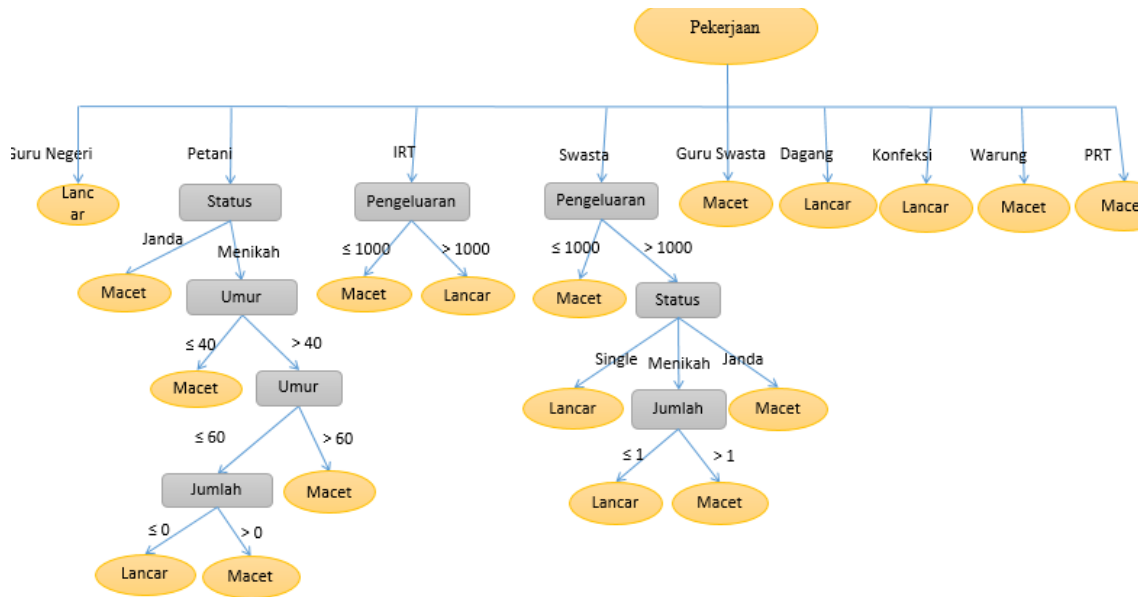 Pekerjaan
Guru Negeri
Petani
IRT
Swasta
Guru Swasta
Dagang
Konfeksi
Warung
PRT
Lanc
ar
Status
Pengeluaran
Pengeluaran
Macet
Lancar
Lancar
Macet
Mace
Janda
Menikah
≤ 1000
> 1000
≤ 1000
> 1000
Macet
Umur
Macet
Lancar
Macet
Status
≤ 40
> 40
Single
Menikah
Janda
Macet
Umur
Lancar
Jumlah
Macet
≤ 60
> 60
≤ 1
> 1
Jumlah
Macet
Lancar
Macet
≤ 0
> 0
Lancar
Macet